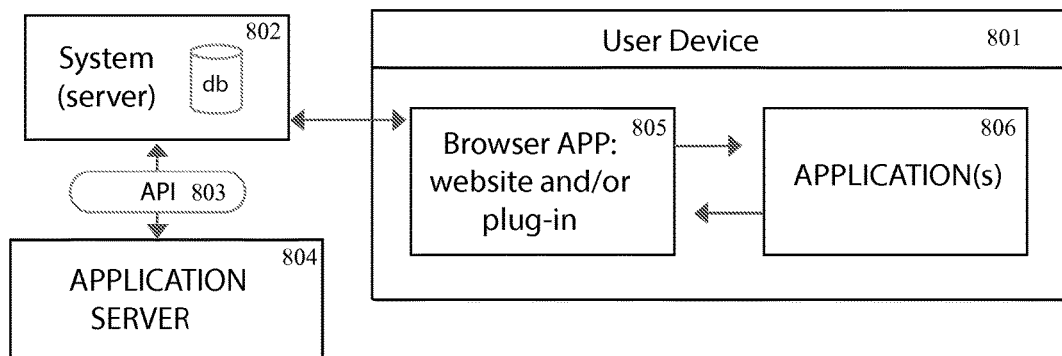 802
System
(server)
db
API 803
804
APPLICATION
SERVER
User Device 801
805
Browser APP:
website and/or
plug-in
806
APPLICATION(s)